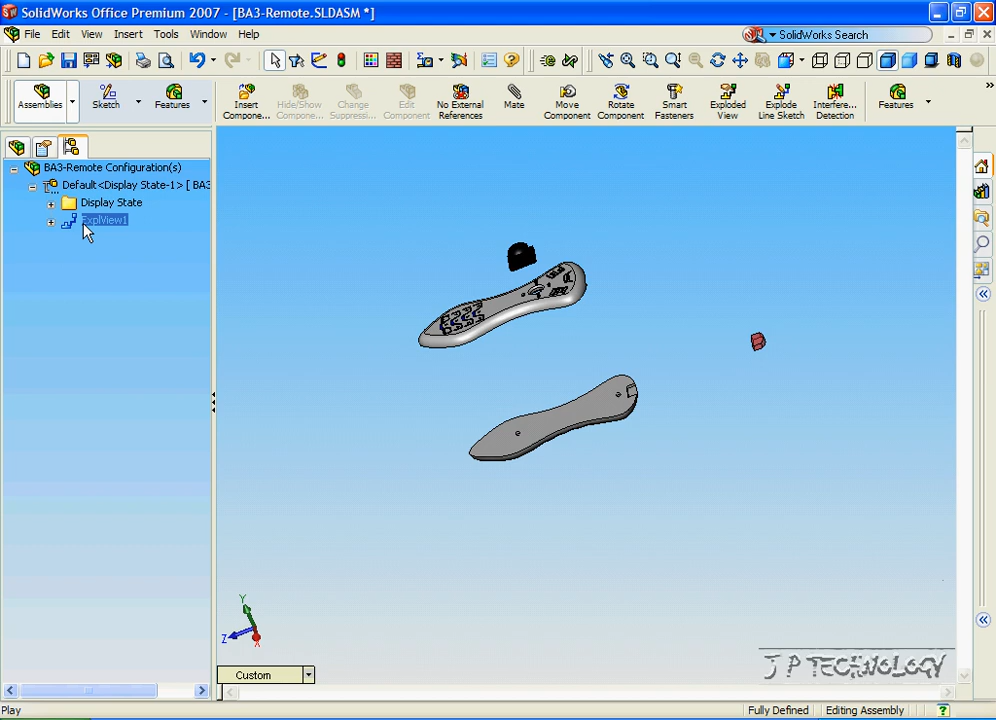 SolidWorks Office Premium 2007 - [BA3-Remote.SLDASM *]
File Edit View Insert Tools Window Help
SolidWorks Search
Assemblies Sketch Features
Insert Compone... Hide/Show Compone... Change Suppressi... Edit Component No External References Mate Move Component Rotate Component Smart Fasteners Exploded View Explode Line Sketch Interfere... Detection Features
BA3-Remote Configuration(s)
Default<Display State-1> [ BA3
Display State
ExplView1
Y
Z
X
Custom
J P TECHNOLOGY
Play Fully Defined Editing Assembly